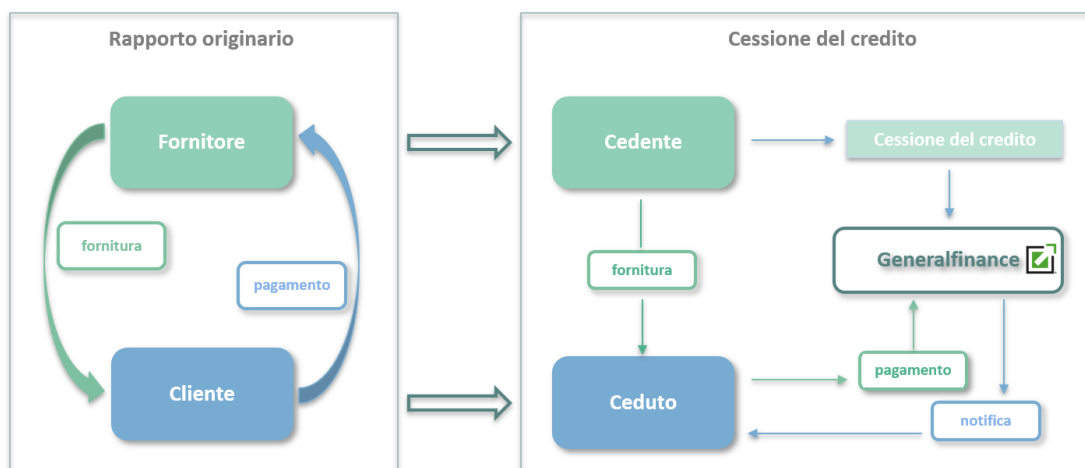 Rapporto originario
Fornitore
fornitura
pagamento
Cliente
Cessione del credito
Cedente
Cessione del credito
fornitura
Generalfinance
Ceduto
pagamento
notifica